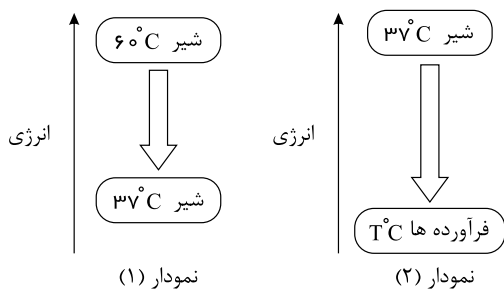 شیر ۶۰°C
انرژی
شیر ۳۷°C
نمودار (۱)
شیر ۳۷°C
انرژی
فرآورده ها T°C
نمودار (۲)